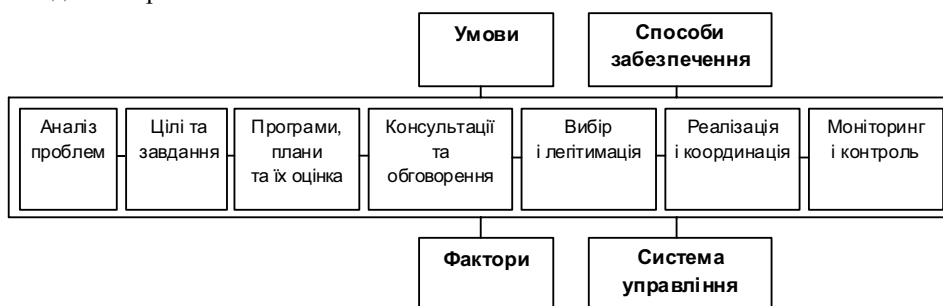 Умови
Способи
забезпечення
Аналіз
проблем
Цілі та
завдання
Програми,
плани
та їх оцінка
Консультації
та
обговорення
Вибір
і легітимація
Реалізація
і координація
Моніторинг
і контроль
Фактори
Система
управління